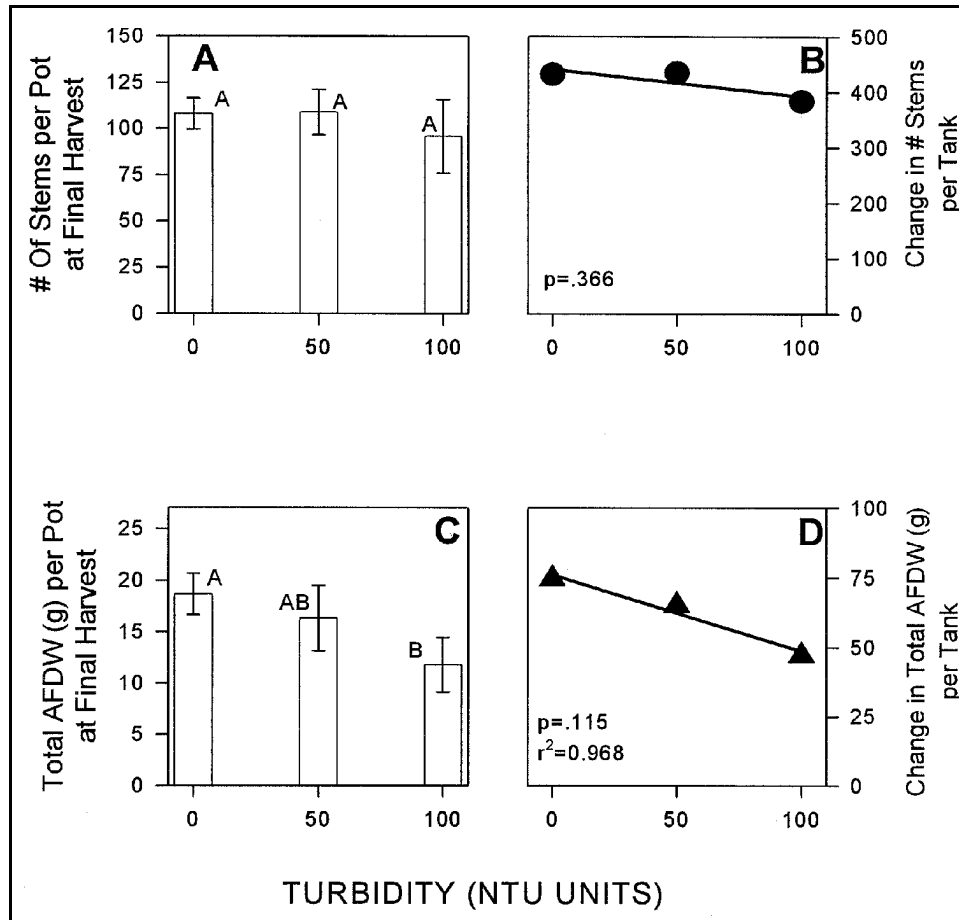 A
# Of Stems per Pot
at Final Harvest
150
125
100
75
50
25
0
A
A
A
0
50
100
B
500
400
300
200
100
0
Change in # Stems
per Tank
p=.366
0
50
100
C
Total AFDW (g) per Pot
at Final Harvest
25
20
15
10
5
0
A
AB
B
0
50
100
D
100
75
50
25
0
Change in Total AFDW (g)
per Tank
p=.115
r²=0.968
0
50
100
TURBIDITY (NTU UNITS)